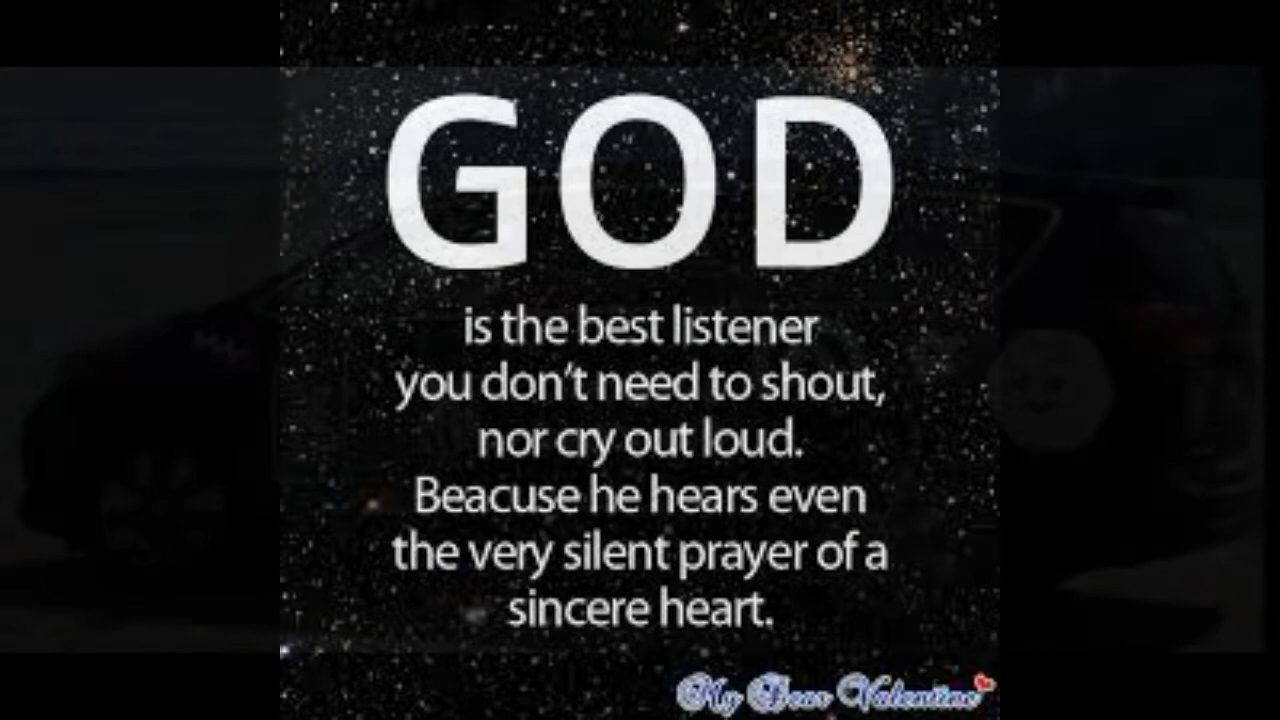 GOD
is the best listener
you don't need to shout,
nor cry out loud.
Beacuse he hears even
the very silent prayer of a
sincere heart.
My Dear Valentine